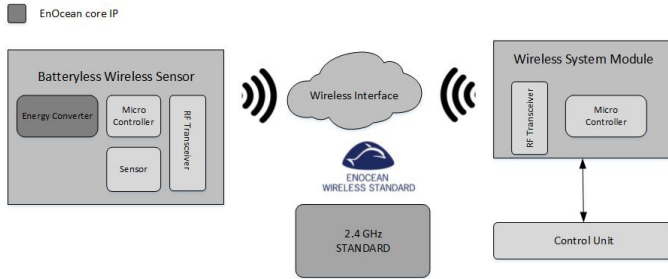 EnOcean core IP
Batteryless Wireless Sensor
Energy Converter
Micro
Controller
RF Transceiver
Sensor
Wireless Interface
ENOCEAN
WIRELESS STANDARD
2.4 GHz
STANDARD
Wireless System Module
RF Transceiver
Micro
Controller
Control Unit